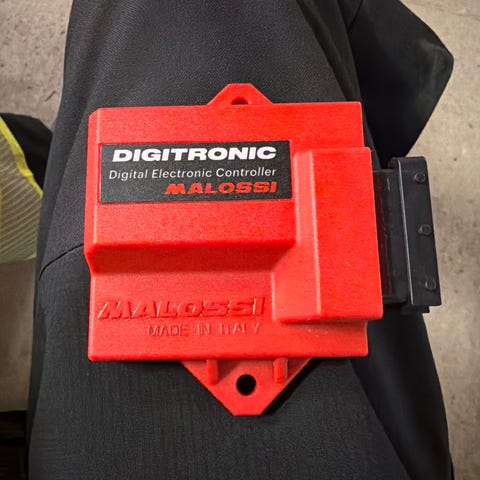 DIGITRONIC
Digital Electronic Controller
MALOSSI
MALOSSI
MADE IN ITALY